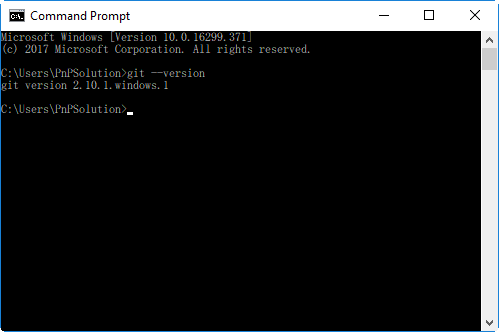 Command Prompt
Microsoft Windows [Version 10.0.16299.371]
(c) 2017 Microsoft Corporation. All rights reserved.
C:\Users\PnPSolution>git --version
git version 2.10.1.windows.1
C:\Users\PnPSolution>